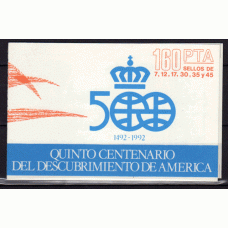 160 PTA
SELLOS DE
7, 12, 17, 30, 35 y 45
500
1492-1992
QUINTO CENTENARIO
DEL DESCUBRIMIENTO DE AMERICA